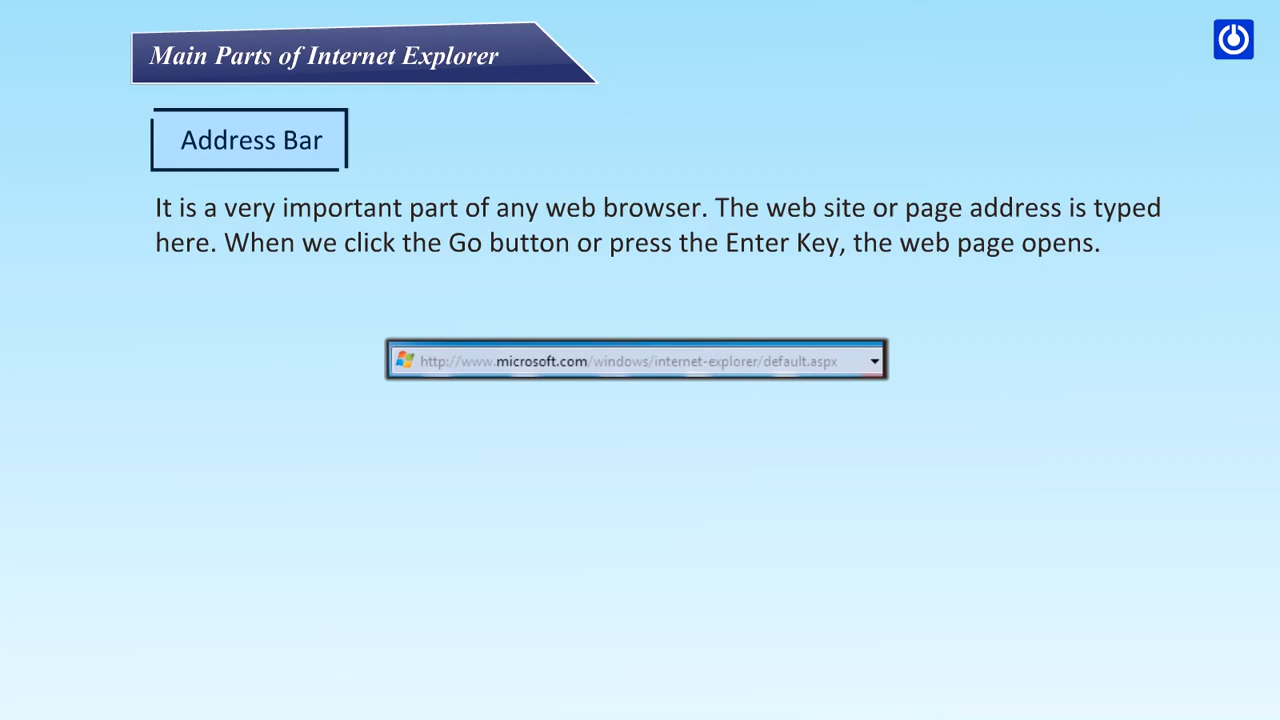 Main Parts of Internet Explorer
Address Bar
It is a very important part of any web browser. The web site or page address is typed
here. When we click the Go button or press the Enter Key, the web page opens.
http://www.microsoft.com/windows/internet-explorer/default.aspx